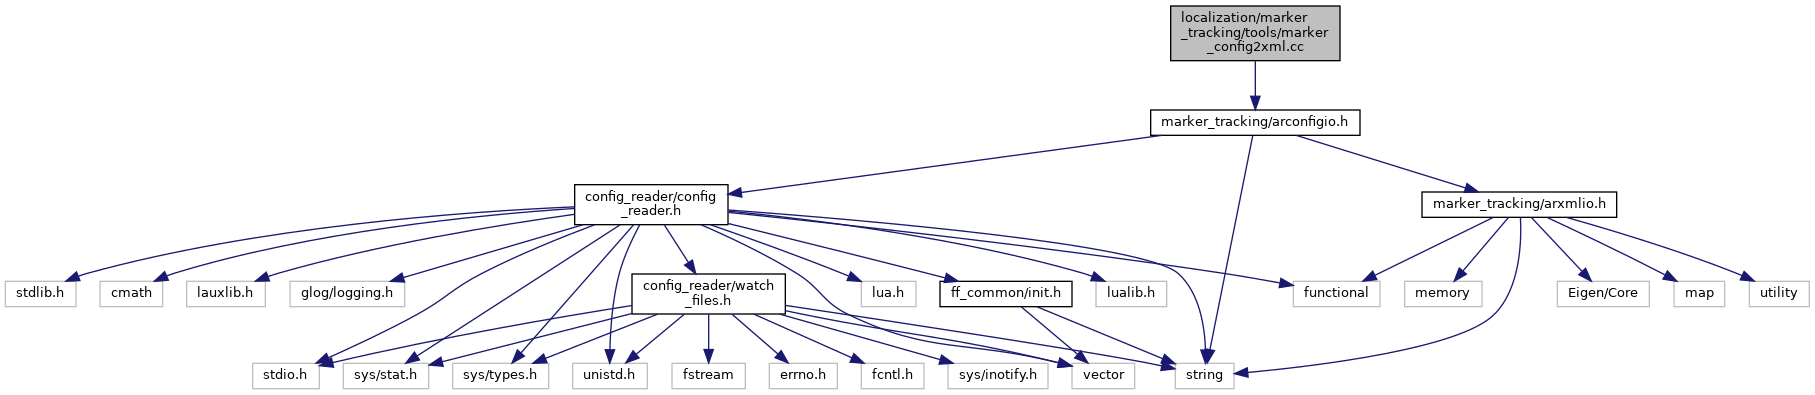 localization/marker
_tracking/tools/marker
_config2xml.cc
marker_tracking/arconfigio.h
config_reader/config
_reader.h
marker_tracking/arxmlio.h
stdlib.h
cmath
lauxlib.h
glog/logging.h
config_reader/watch
_files.h
lua.h
ff_common/init.h
lualib.h
functional
memory
Eigen/Core
map
utility
stdio.h
sys/stat.h
sys/types.h
unistd.h
fstream
errno.h
fcntl.h
sys/inotify.h
vector
string